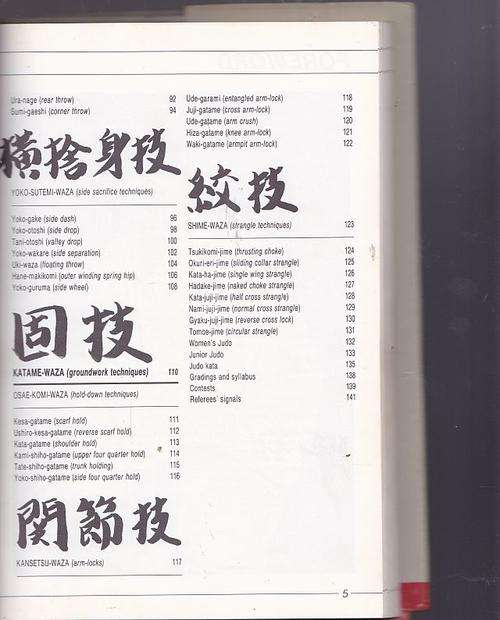 Ura-nage (rear throw) 92
Sumi-gaeshi (corner throw) 94
横捨身技
YOKO-SUTEMI-WAZA (side sacrifice techniques)
Yoko-gake (side dash) 96
Yoko-otoshi (side drop) 98
Tani-otoshi (valley drop) 100
Yoko-wakare (side separation) 102
Uki-waza (floating throw) 104
Hane-makikomi (outer winding spring hip) 106
Yoko-guruma (side wheel) 108
固技
KATAME-WAZA (groundwork techniques) 110
OSAE-KOMI-WAZA (hold-down techniques)
Kesa-gatame (scarf hold) 111
Ushiro-kesa-gatame (reverse scarf hold) 112
Kata-gatame (shoulder hold) 113
Kami-shiho-gatame (upper four quarter hold) 114
Tate-shiho-gatame (trunk holding) 115
Yoko-shiho-gatame (side four quarter hold) 116
関節技
KANSETSU-WAZA (arm-locks) 117
Ude-garami (entangled arm-lock) 118
Juji-gatame (cross arm-lock) 119
Ude-gatame (arm crush) 120
Hiza-gatame (knee arm-lock) 121
Waki-gatame (armpit arm-lock) 122
絞技
SHIME-WAZA (strangle techniques) 123
Tsukikomi-jime (thrusting choke) 124
Okuri-eri-jime (sliding collar strangle) 125
Kata-ha-jime (single wing strangle) 126
Hadake-jime (naked choke strangle) 127
Kata-juji-jime (half cross strangle) 128
Nami-juji-jime (normal cross strangle) 129
Gyaku-juji-jime (reverse cross lock) 130
Tomoe-jime (circular strangle) 131
Women's Judo 132
Junior Judo 133
Judo kata 135
Gradings and syllabus 138
Contests 139
Referees' signals 141
5